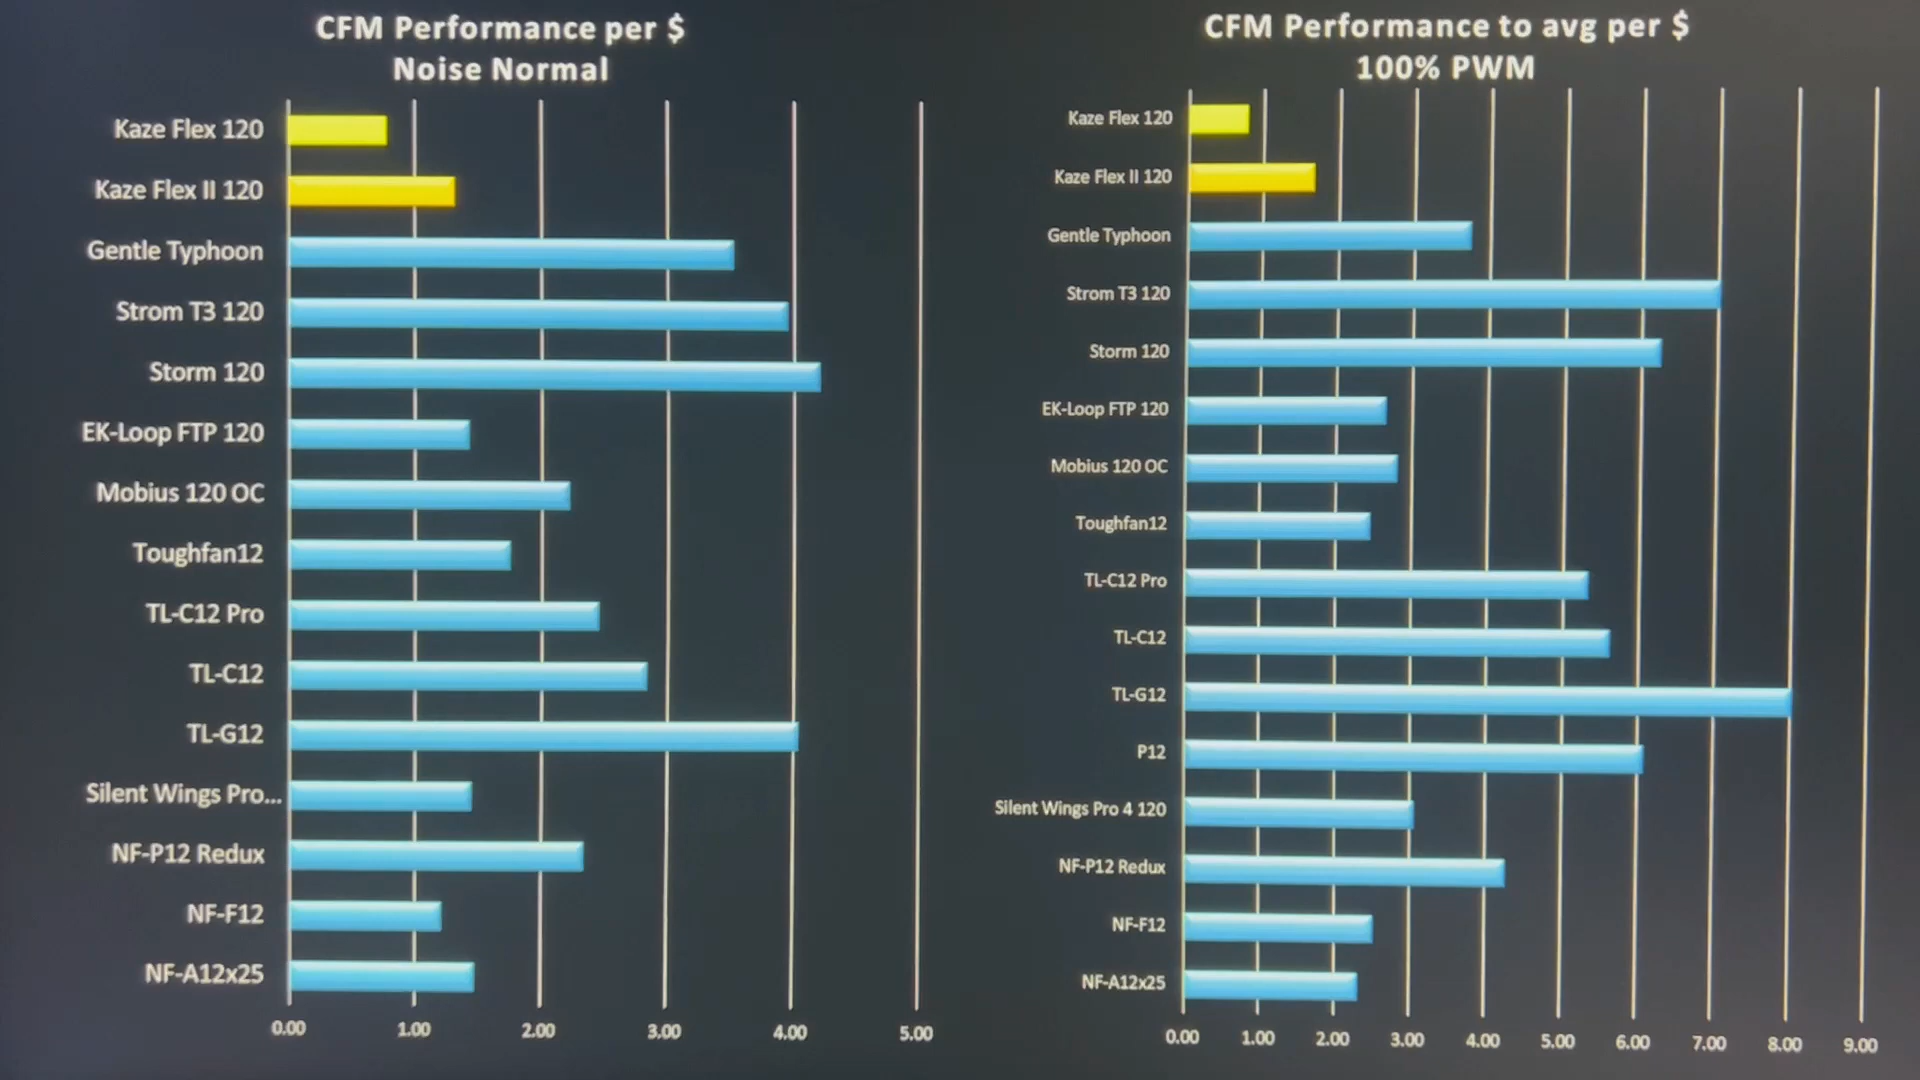 CFM Performance per $
Noise Normal
Kaze Flex 120
Kaze Flex II 120
Gentle Typhoon
Strom T3 120
Storm 120
EK-Loop FTP 120
Mobius 120 OC
Toughfan12
TL-C12 Pro
TL-C12
TL-G12
Silent Wings Pro...
NF-P12 Redux
NF-F12
NF-A12x25
0.00 1.00 2.00 3.00 4.00 5.00
CFM Performance to avg per $
100% PWM
Kaze Flex 120
Kaze Flex II 120
Gentle Typhoon
Strom T3 120
Storm 120
EK-Loop FTP 120
Mobius 120 OC
Toughfan12
TL-C12 Pro
TL-C12
TL-G12
P12
Silent Wings Pro 4 120
NF-P12 Redux
NF-F12
NF-A12x25
0.00 1.00 2.00 3.00 4.00 5.00 6.00 7.00 8.00 9.00